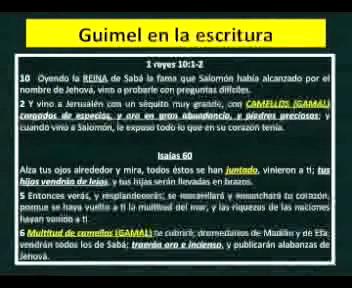 Guimel en la escritura
1 reyes 10:1-2
10 Oyendo la REINA de Sabá la fama que Salomón había alcanzado por el
nombre de Jehová, vino a probarle con preguntas difíciles.
2 Y vino a Jerusalén con un séquito muy grande, con CAMELLOS (GAMAL)
cargados de especias, y oro en gran abundancia, y piedras preciosas; y
cuando vino a Salomón, le expuso todo lo que en su corazón tenía.
Isaías 60
Alza tus ojos alrededor y mira, todos éstos se han juntado, vinieron a ti; tus
hijos vendrán de lejos, y tus hijas serán llevadas en brazos.
5 Entonces verás, y resplandecerás; se maravillará y ensanchará tu corazón,
porque se haya vuelto a ti la multitud del mar, y las riquezas de las naciones
hayan venido a ti.
6 Multitud de camellos (GAMAL) te cubrirá; dromedarios de Madián y de Efa;
vendrán todos los de Sabá; traerán oro e incienso, y publicarán alabanzas de
Jehová.